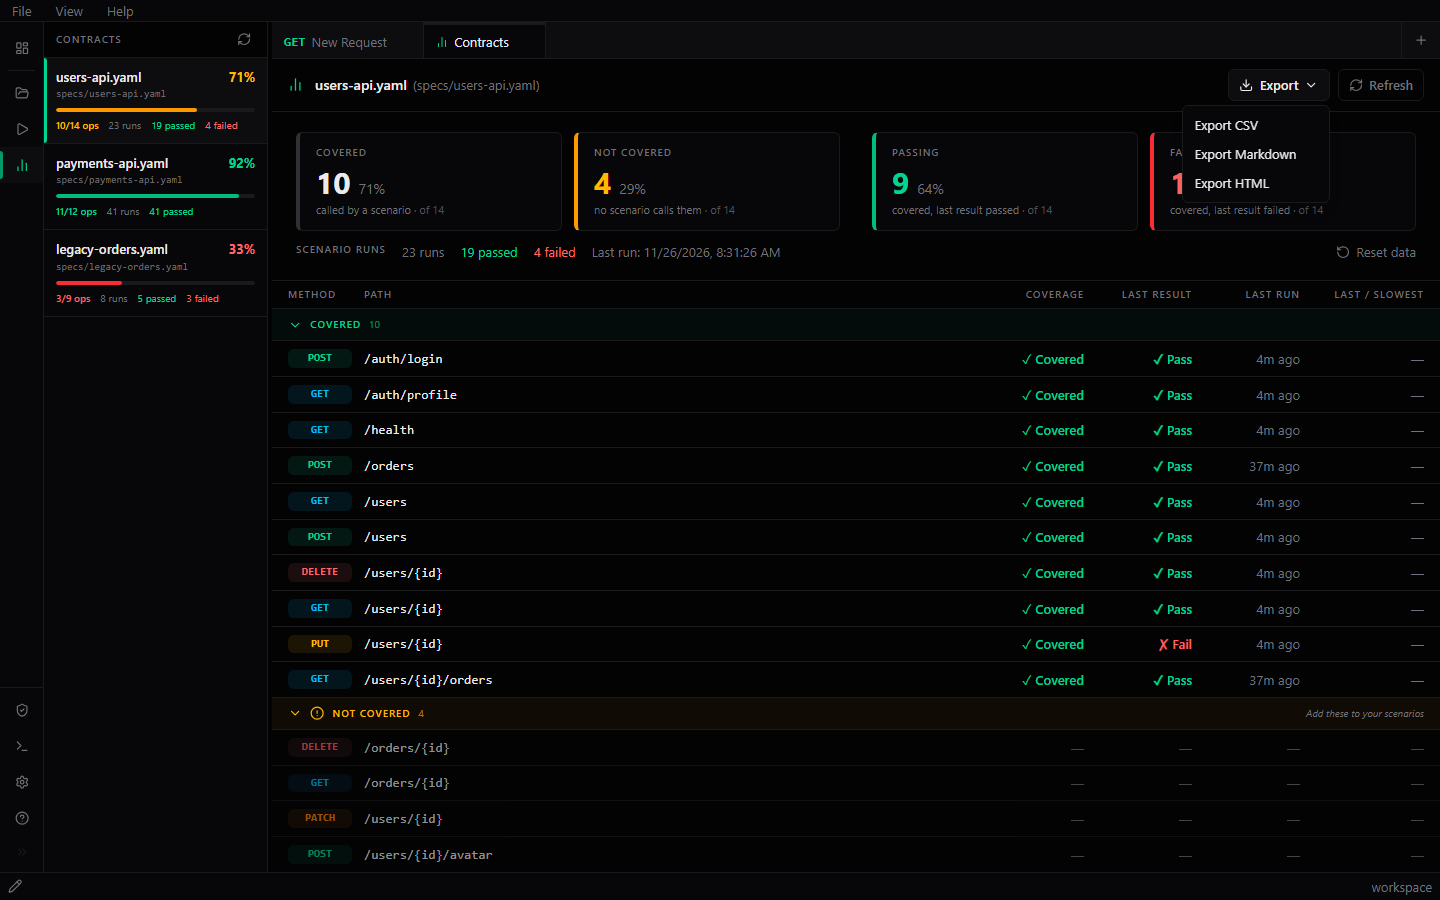 File View Help
CONTRACTS
users-api.yaml 71%
specs/users-api.yaml
10/14 ops 23 runs 19 passed 4 failed
payments-api.yaml 92%
specs/payments-api.yaml
11/12 ops 41 runs 41 passed
legacy-orders.yaml 33%
specs/legacy-orders.yaml
3/9 ops 8 runs 5 passed 3 failed
GET New Request
Contracts
users-api.yaml (specs/users-api.yaml)
Export
Refresh
Export CSV
Export Markdown
Export HTML
COVERED
10 71%
called by a scenario · of 14
NOT COVERED
4 29%
no scenario calls them · of 14
PASSING
9 64%
covered, last result passed · of 14
FA
1
covered, last result failed · of 14
SCENARIO RUNS 23 runs 19 passed 4 failed Last run: 11/26/2026, 8:31:26 AM Reset data
METHOD PATH COVERAGE LAST RESULT LAST RUN LAST / SLOWEST
COVERED 10
POST /auth/login ✓ Covered ✓ Pass 4m ago —
GET /auth/profile ✓ Covered ✓ Pass 4m ago —
GET /health ✓ Covered ✓ Pass 4m ago —
POST /orders ✓ Covered ✓ Pass 37m ago —
GET /users ✓ Covered ✓ Pass 4m ago —
POST /users ✓ Covered ✓ Pass 4m ago —
DELETE /users/{id} ✓ Covered ✓ Pass 4m ago —
GET /users/{id} ✓ Covered ✓ Pass 4m ago —
PUT /users/{id} ✓ Covered ✗ Fail 4m ago —
GET /users/{id}/orders ✓ Covered ✓ Pass 37m ago —
NOT COVERED 4 Add these to your scenarios
DELETE /orders/{id} — — — —
GET /orders/{id} — — — —
PATCH /users/{id} — — — —
POST /users/{id}/avatar — — — —
workspace